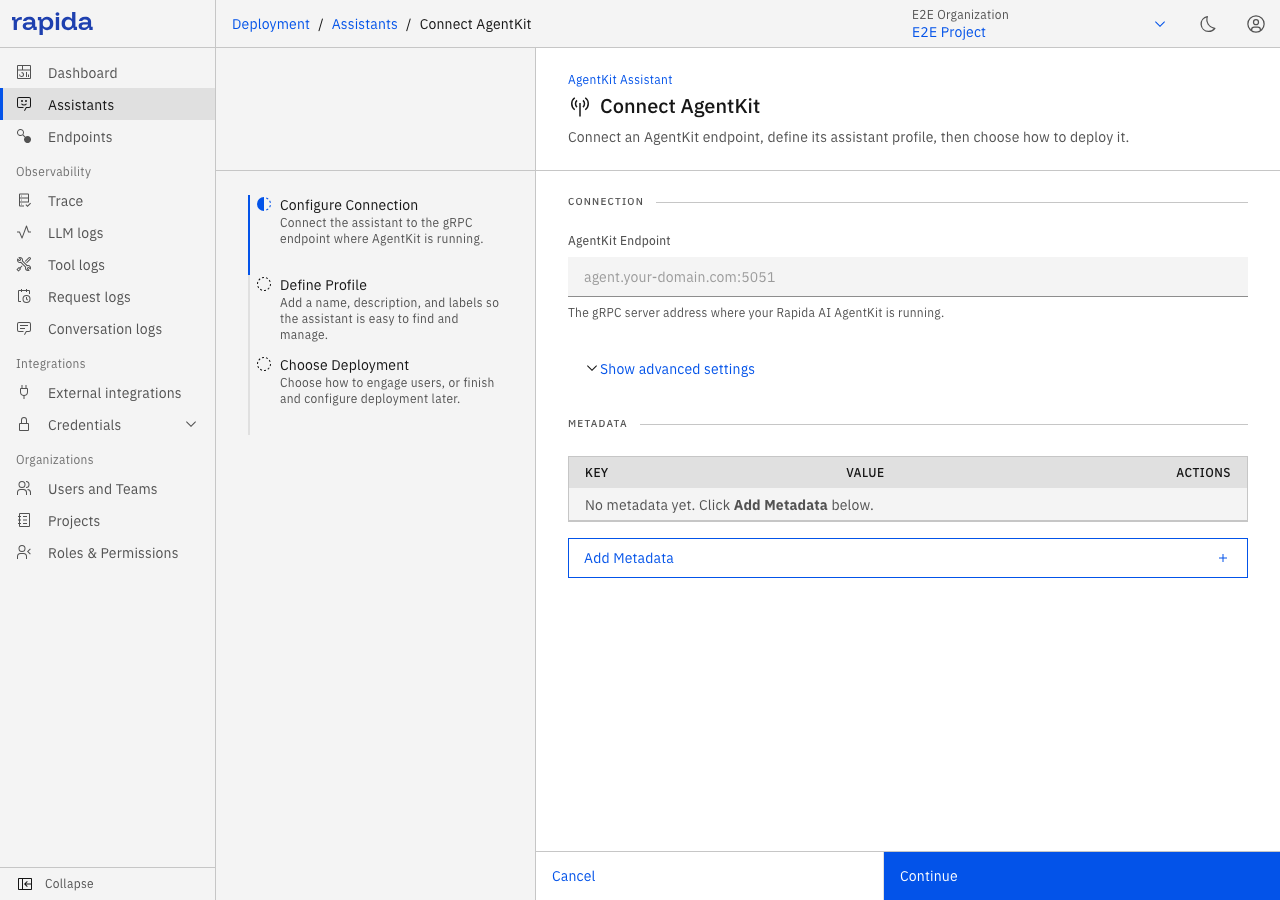 rapida
Deployment / Assistants / Connect AgentKit
E2E Organization
E2E Project
Dashboard
Assistants
Endpoints
Observability
Trace
LLM logs
Tool logs
Request logs
Conversation logs
Integrations
External integrations
Credentials
Organizations
Users and Teams
Projects
Roles & Permissions
Collapse
Configure Connection
Connect the assistant to the gRPC
endpoint where AgentKit is running.
Define Profile
Add a name, description, and labels so
the assistant is easy to find and
manage.
Choose Deployment
Choose how to engage users, or finish
and configure deployment later.
AgentKit Assistant
Connect AgentKit
Connect an AgentKit endpoint, define its assistant profile, then choose how to deploy it.
CONNECTION
AgentKit Endpoint
agent.your-domain.com:5051
The gRPC server address where your Rapida AI AgentKit is running.
Show advanced settings
METADATA
KEY VALUE ACTIONS
No metadata yet. Click Add Metadata below.
Add Metadata +
Cancel
Continue